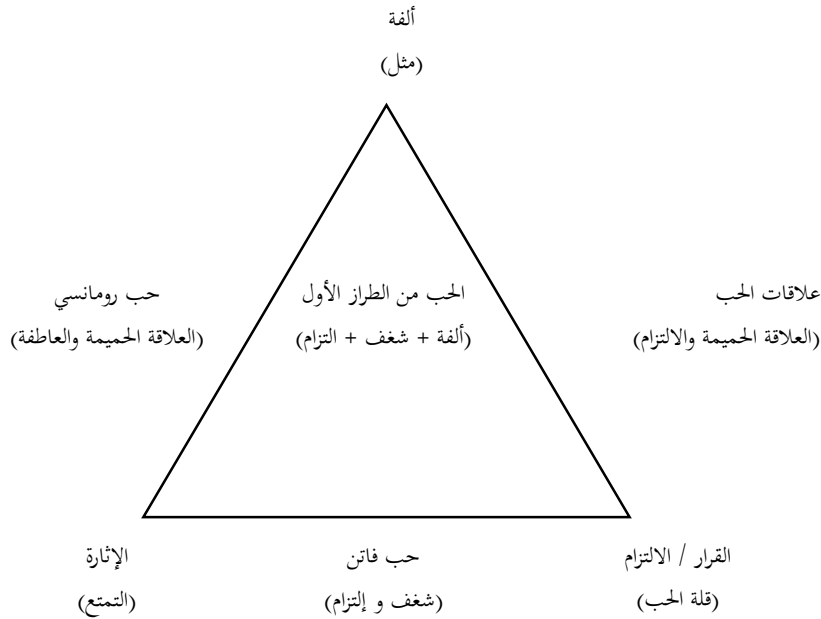 ألفة
(مثل)
علاقات الحب
(العلاقة الحميمة والالتزام)
الحب من الطراز الأول
(ألفة + شغف + التزام)
حب رومانسي
(العلاقة الحميمة والعاطفة)
القرار / الالتزام
(قلة الحب)
حب فاتن
(شغف و إلتزام)
الإثارة
(التمتع)